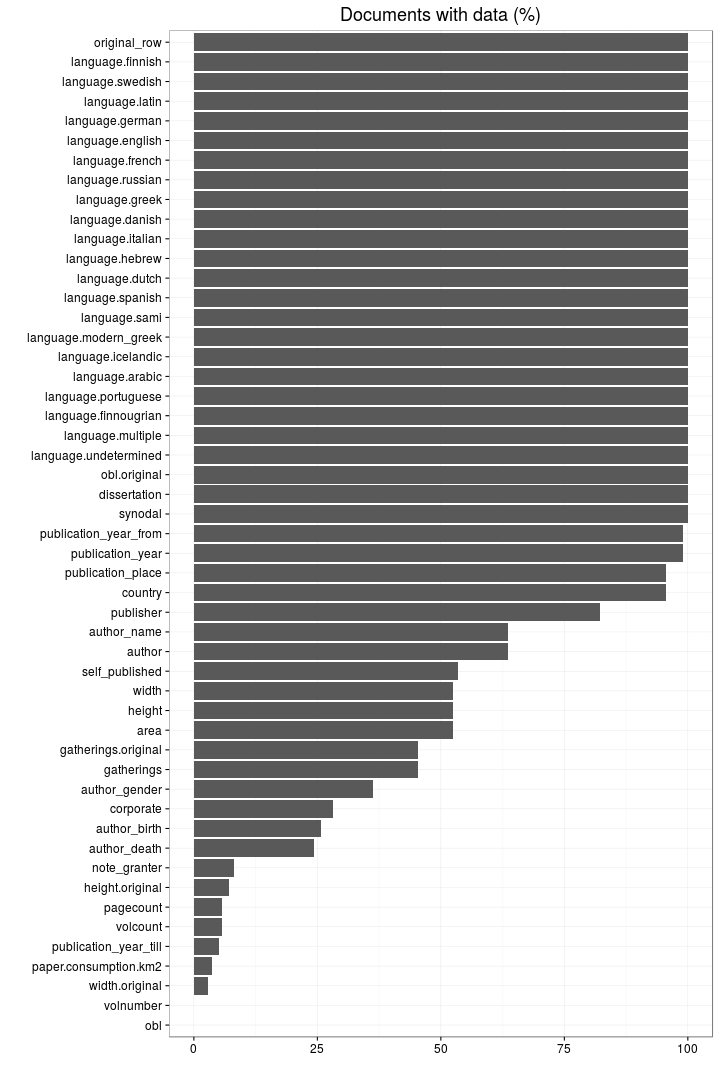 Documents with data (%)
original_row
language.finnish
language.swedish
language.latin
language.german
language.english
language.french
language.russian
language.greek
language.danish
language.italian
language.hebrew
language.dutch
language.spanish
language.sami
language.modern_greek
language.icelandic
language.arabic
language.portuguese
language.finnougrian
language.multiple
language.undetermined
obl.original
dissertation
synodal
publication_year_from
publication_year
publication_place
country
publisher
author_name
author
self_published
width
height
area
gatherings.original
gatherings
author_gender
corporate
author_birth
author_death
note_granter
height.original
pagecount
volcount
publication_year_till
paper.consumption.km2
width.original
volnumber
obl
0 25 50 75 100